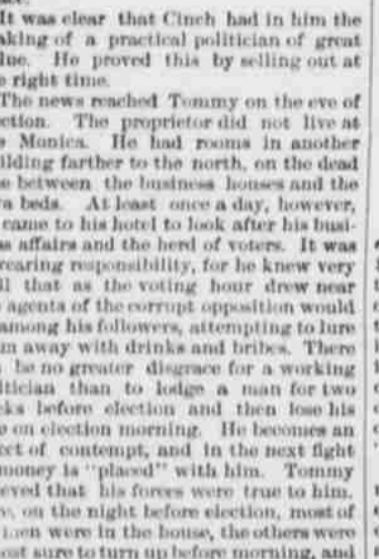 It was clear that Cinch had in him the
aking of a practical politician of great
lue. He proved this by selling out at
e right time.
The news reached Tommy on the eve of
ction. The proprietor did not live at
e Monica. He had rooms in another
ilding farther to the north, on the dead
e between the business houses and the
a beds. At least once a day, however,
came to his hotel to look after his busi-
ss affairs and the herd of voters. It was
wearing responsibility, for he knew very
ll that as the voting hour drew near
agents of the corrupt opposition would
among his followers, attempting to lure
em away with drinks and bribes. There
be no greater disgrace for a working
litician than to lodge a man for two
eks before election and then lose his
e on election morning. He becomes an
ect of contempt, and in the next fight
money is "placed" with him. Tommy
eved that his forces were true to him.
on the night before election, most of
men were in the house, the others were
ost sure to turn up before morning, and